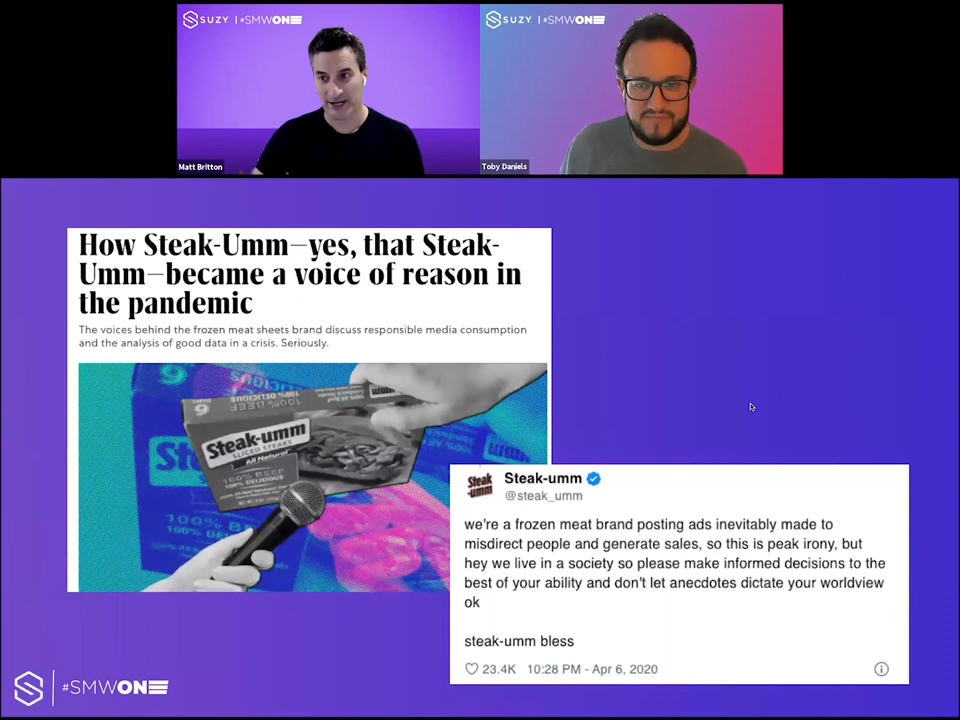 SUZY | #SMWONE
SUZY | #SMWONE
Matt Britton
Toby Daniels
How Steak-Umm—yes, that Steak-
Umm—became a voice of reason in
the pandemic
The voices behind the frozen meat sheets brand discuss responsible media consumption
and the analysis of good data in a crisis. Seriously.
Steak-umm
SLICED STEAKS
All Natural
100% BEEF
100% DELICIOUS
Steak-umm
@steak_umm
we're a frozen meat brand posting ads inevitably made to
misdirect people and generate sales, so this is peak irony, but
hey we live in a society so please make informed decisions to the
best of your ability and don't let anecdotes dictate your worldview
ok
steak-umm bless
23.4K 10:28 PM - Apr 6, 2020
#SMWONE